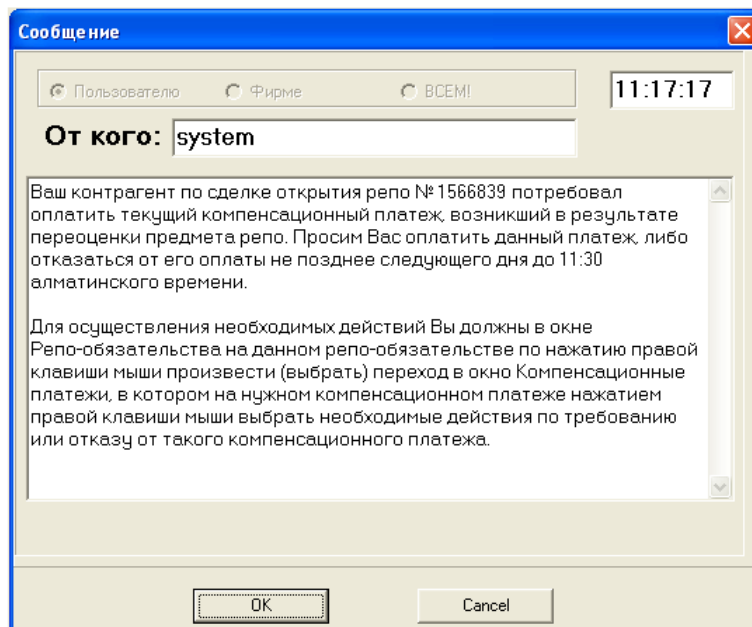 Сообщение
Пользователю Фирме ВСЕМ!
11:17:17
От кого: system
Ваш контрагент по сделке открытия репо №1566839 потребовал
оплатить текущий компенсационный платеж, возникший в результате
переоценки предмета репо. Просим Вас оплатить данный платеж, либо
отказаться от его оплаты не позднее следующего дня до 11:30
алматинского времени.
Для осуществления необходимых действий Вы должны в окне
Репо-обязательства на данном репо-обязательстве по нажатию правой
клавиши мыши произвести (выбрать) переход в окно Компенсационные
платежи, в котором на нужном компенсационном платеже нажатием
правой клавиши мыши выбрать необходимые действия по требованию
или отказу от такого компенсационного платежа.
OK Cancel